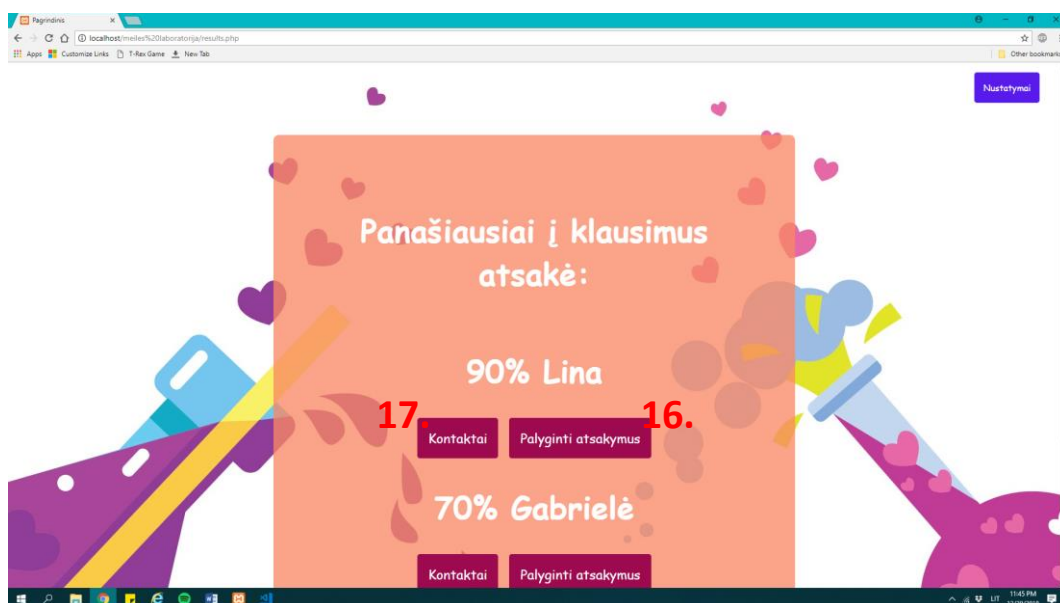 Pagrindinis
localhost/meiles%20laboratorija/results.php
Apps Customize Links T-Rex Game New Tab Other bookmarks
Nustatymai
Panašiausiai į klausimus
atsakė:
90% Lina
17. 16.
Kontaktai Palyginti atsakymus
70% Gabrielė
Kontaktai Palyginti atsakymus
LIT 11:45 PM